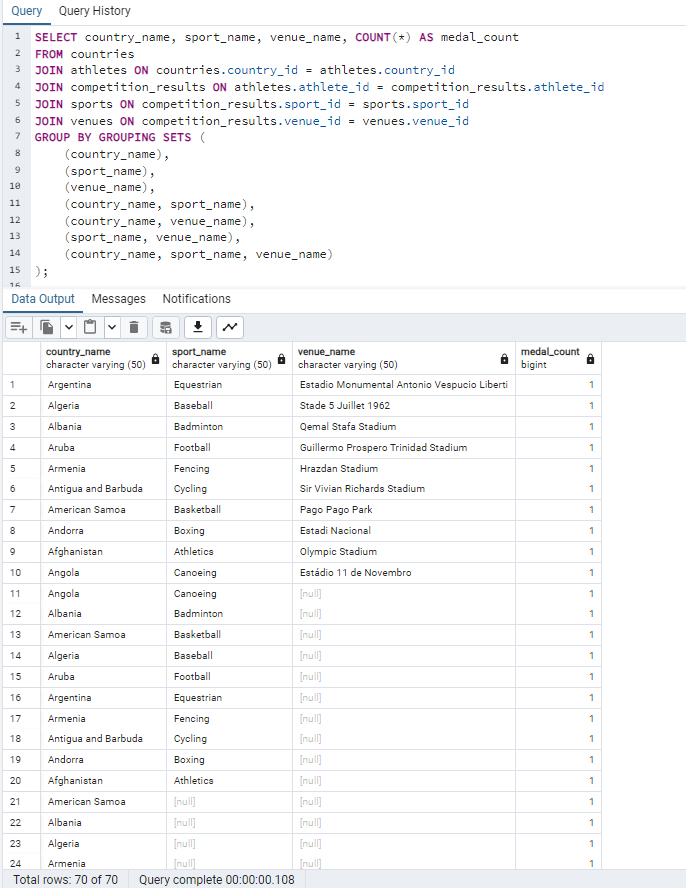 Query Query History
1 SELECT country_name, sport_name, venue_name, COUNT(*) AS medal_count
2 FROM countries
3 JOIN athletes ON countries.country_id = athletes.country_id
4 JOIN competition_results ON athletes.athlete_id = competition_results.athlete_id
5 JOIN sports ON competition_results.sport_id = sports.sport_id
6 JOIN venues ON competition_results.venue_id = venues.venue_id
7 GROUP BY GROUPING SETS (
8 (country_name),
9 (sport_name),
10 (venue_name),
11 (country_name, sport_name),
12 (country_name, venue_name),
13 (sport_name, venue_name),
14 (country_name, sport_name, venue_name)
15 );
16
Data Output Messages Notifications
country_name sport_name venue_name medal_count
character varying (50) character varying (50) character varying (50) bigint
1 Argentina Equestrian Estadio Monumental Antonio Vespucio Liberti 1
2 Algeria Baseball Stade 5 Juillet 1962 1
3 Albania Badminton Qemal Stafa Stadium 1
4 Aruba Football Guillermo Prospero Trinidad Stadium 1
5 Armenia Fencing Hrazdan Stadium 1
6 Antigua and Barbuda Cycling Sir Vivian Richards Stadium 1
7 American Samoa Basketball Pago Pago Park 1
8 Andorra Boxing Estadi Nacional 1
9 Afghanistan Athletics Olympic Stadium 1
10 Angola Canoeing Estádio 11 de Novembro 1
11 Angola Canoeing [null] 1
12 Albania Badminton [null] 1
13 American Samoa Basketball [null] 1
14 Algeria Baseball [null] 1
15 Aruba Football [null] 1
16 Argentina Equestrian [null] 1
17 Armenia Fencing [null] 1
18 Antigua and Barbuda Cycling [null] 1
19 Andorra Boxing [null] 1
20 Afghanistan Athletics [null] 1
21 American Samoa [null] [null] 1
22 Albania [null] [null] 1
23 Algeria [null] [null] 1
24 Armenia [null] [null] 1
Total rows: 70 of 70 Query complete 00:00:00.108